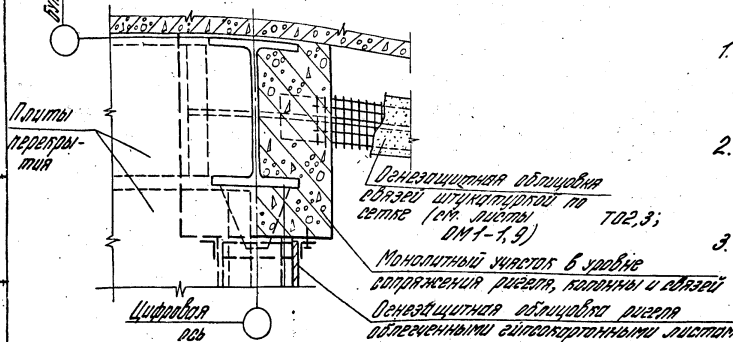 1.
Плиты
перекры-
тия
2.
Огнезащитная облицовка
связей штукатуркой по
сетке (см. листы ТО2,3;
ОМ1-1,9)
3.
Монолитный участок в уровне
сопряжения ригеля, колонны и связей
Цифровая
ось
Огнезащитная облицовка ригеля
облегченными гипсокартонными листам